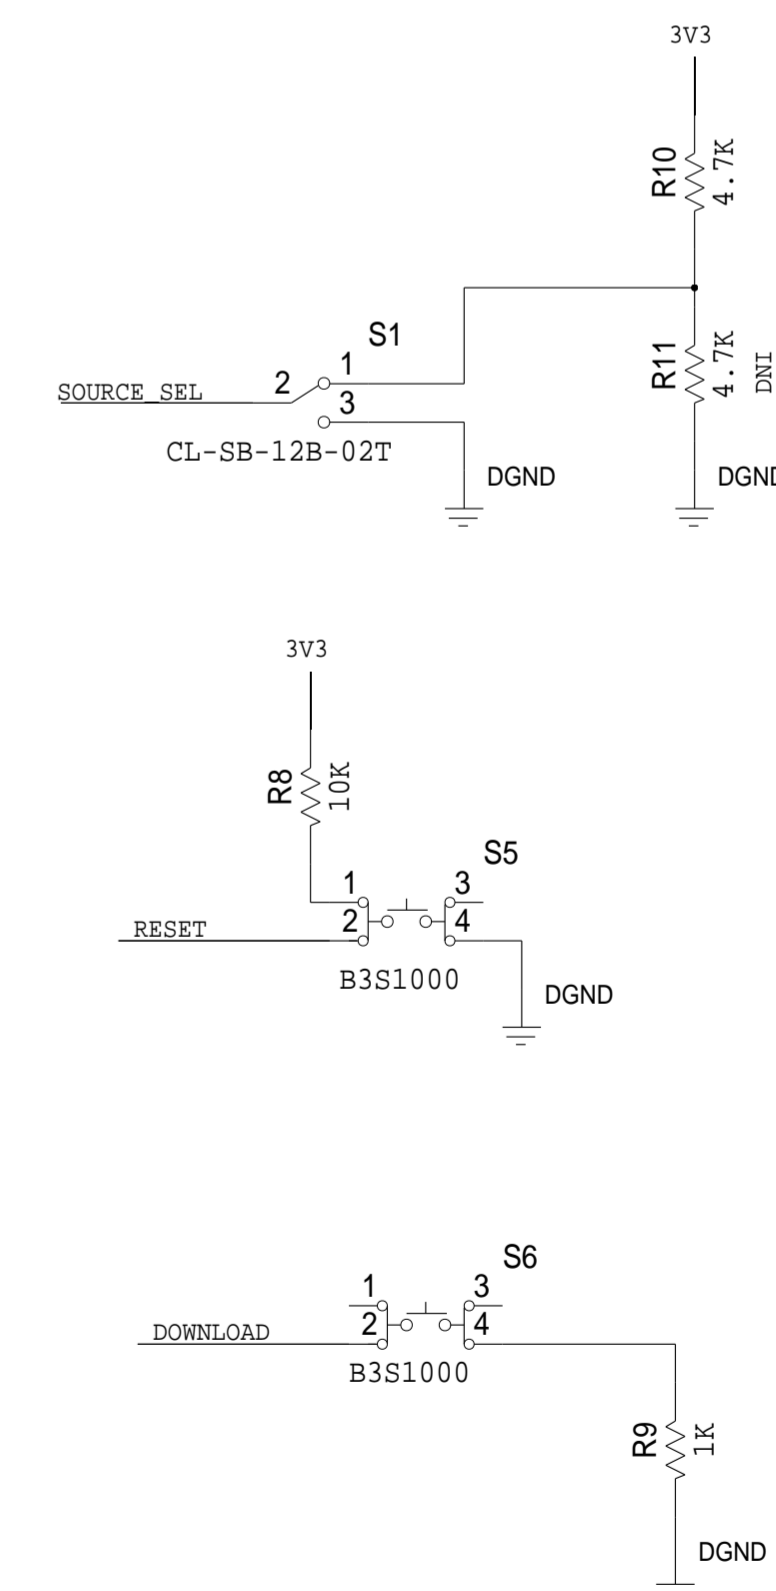 3V3
R10
4.7K
S1
1
2
SOURCE_SEL
3
R11
4.7K
DNI
CL-SB-12B-02T
DGND
DGND
3V3
R8
10K
S5
1
3
2
4
RESET
B3S1000
DGND
S6
1
3
2
4
DOWNLOAD
B3S1000
R9
1K
DGND